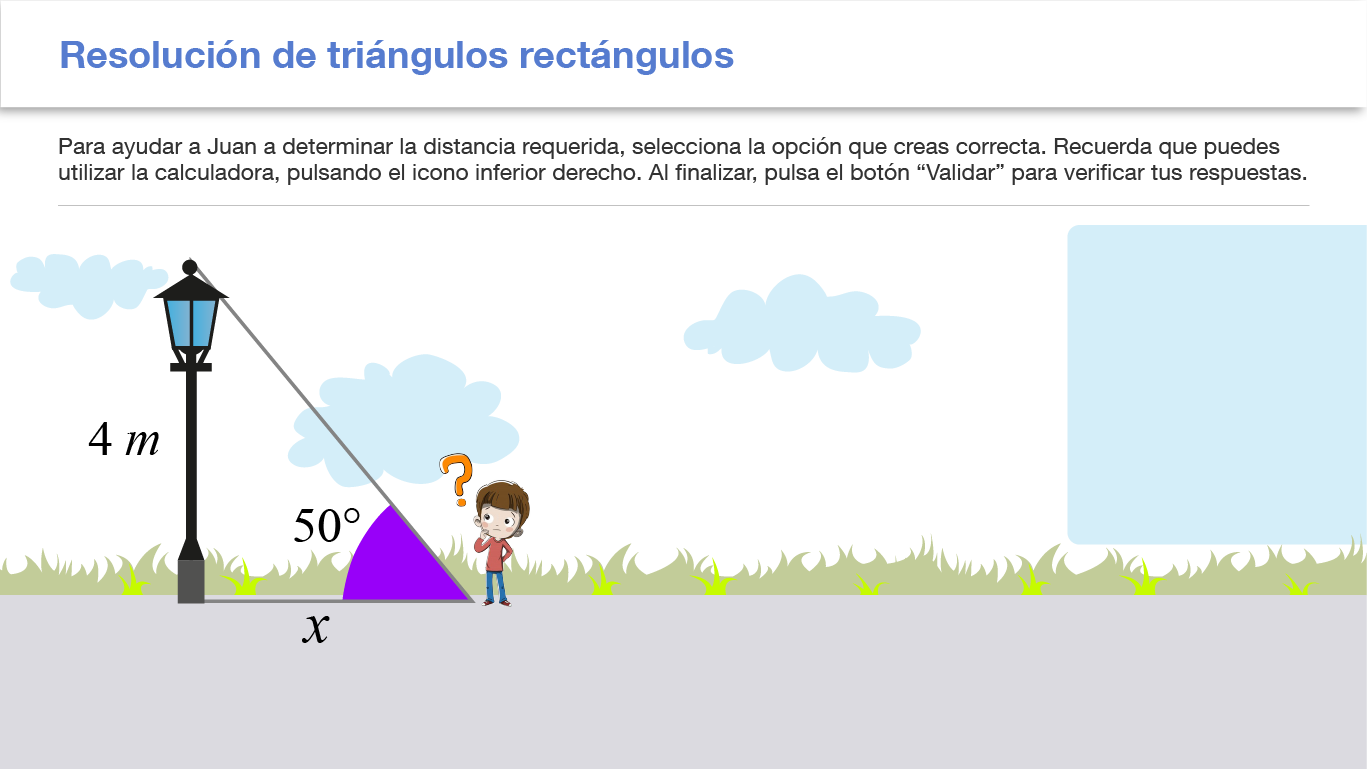 Resolución de triángulos rectángulos
Para ayudar a Juan a determinar la distancia requerida, selecciona la opción que creas correcta. Recuerda que puedes
utilizar la calculadora, pulsando el icono inferior derecho. Al finalizar, pulsa el botón “Validar” para verificar tus respuestas.
4 m
?
50°
x